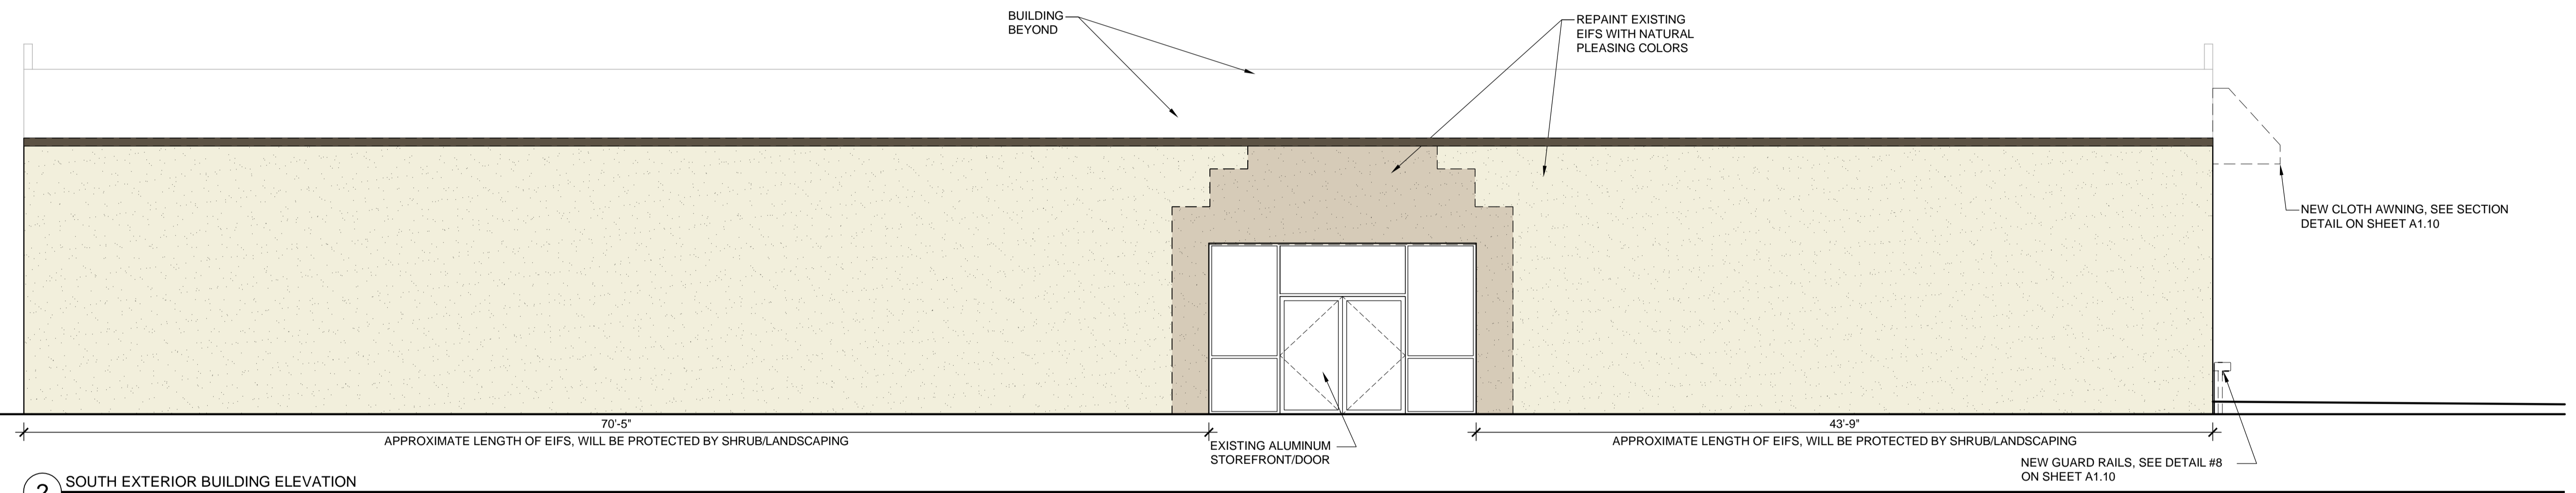 BUILDING
BEYOND
REPAINT EXISTING
EIFS WITH NATURAL
PLEASING COLORS
NEW CLOTH AWNING, SEE SECTION
DETAIL ON SHEET A1.10
70'-5"
APPROXIMATE LENGTH OF EIFS, WILL BE PROTECTED BY SHRUB/LANDSCAPING
EXISTING ALUMINUM
STOREFRONT/DOOR
43'-9"
APPROXIMATE LENGTH OF EIFS, WILL BE PROTECTED BY SHRUB/LANDSCAPING
NEW GUARD RAILS, SEE DETAIL #8
ON SHEET A1.10
2 SOUTH EXTERIOR BUILDING ELEVATION